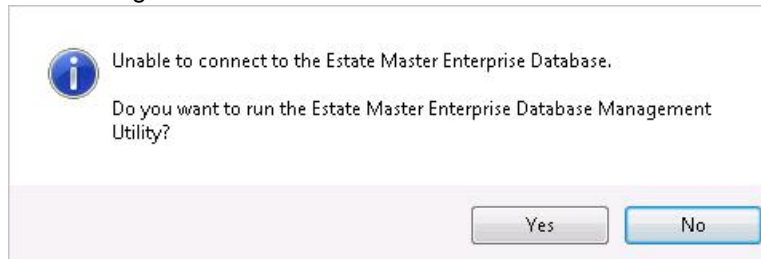 Unable to connect to the Estate Master Enterprise Database.
Do you want to run the Estate Master Enterprise Database Management
Utility?
Yes
No